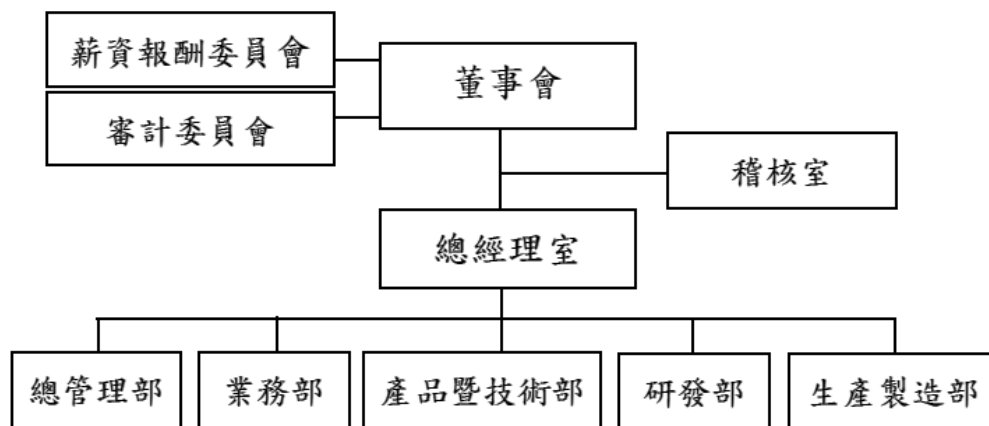 薪資報酬委員會
董事會
審計委員會
稽核室
總經理室
總管理部
業務部
產品暨技術部
研發部
生產製造部